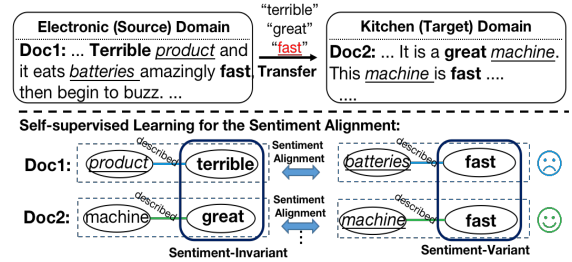 Electronic (Source) Domain
Doc1: ... Terrible product and
it eats batteries amazingly fast,
then begin to buzz. ...
“terrible”
“great”
“fast”
Transfer
Kitchen (Target) Domain
Doc2: ... It is a great machine.
This machine is fast ....
....
Self-supervised Learning for the Sentiment Alignment:
Doc1: product described terrible
Sentiment
Alignment
batteries described fast
Doc2: machine described great
Sentiment
Alignment
machine described fast
Sentiment-Invariant
Sentiment-Variant